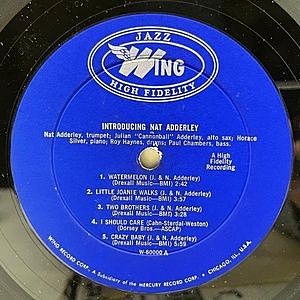 JAZZ
WING
HIGH FIDELITY
INTRODUCING NAT ADDERLEY
Nat Adderley, trumpet; Julian "Cannonball" Adderley, alto sax; Horace
Silver, piano; Roy Haynes, drums; Paul Chambers, bass.
A High
Fidelity
Recording
1. WATERMELON (J. & N. Adderley)
(Drexall Music—BMI) 2:42
2. LITTLE JOANIE WALKS (J. & N. Adderley)
(Drexall Music—BMI) 5:02
3. TWO BROTHERS (J. & N. Adderley)
(Drexall Music—BMI) 3:28
4. I SHOULD CARE (Cahn-Stordal-Weston)
(Dorsey Bros.—ASCAP)
5. CRAZY BABY (J. & N. Adderley)
(Drexall Music—BMI) 5:59
W-60000 A
WING RECORD CORP. A Subsidiary of the MERCURY RECORD CORP. CHICAGO, ILL. U.S.A.